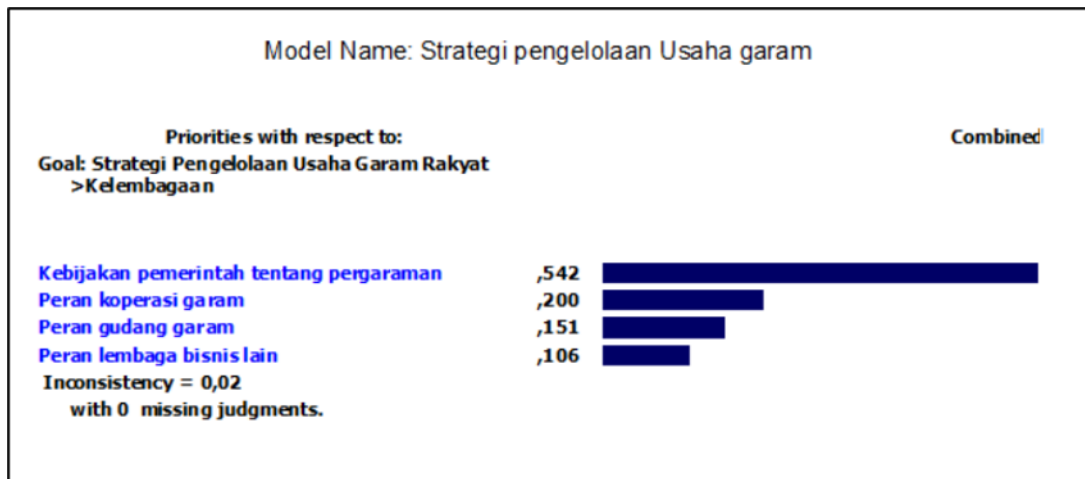 Model Name: Strategi pengelolaan Usaha garam
Priorities with respect to: Combined
Goal: Strategi Pengelolaan Usaha Garam Rakyat
>Kelembagaan
Kebijakan pemerintah tentang pergaraman ,542
Peran koperasi garam ,200
Peran gudang garam ,151
Peran lembaga bisnis lain ,106
Inconsistency = 0,02
with 0 missing judgments.